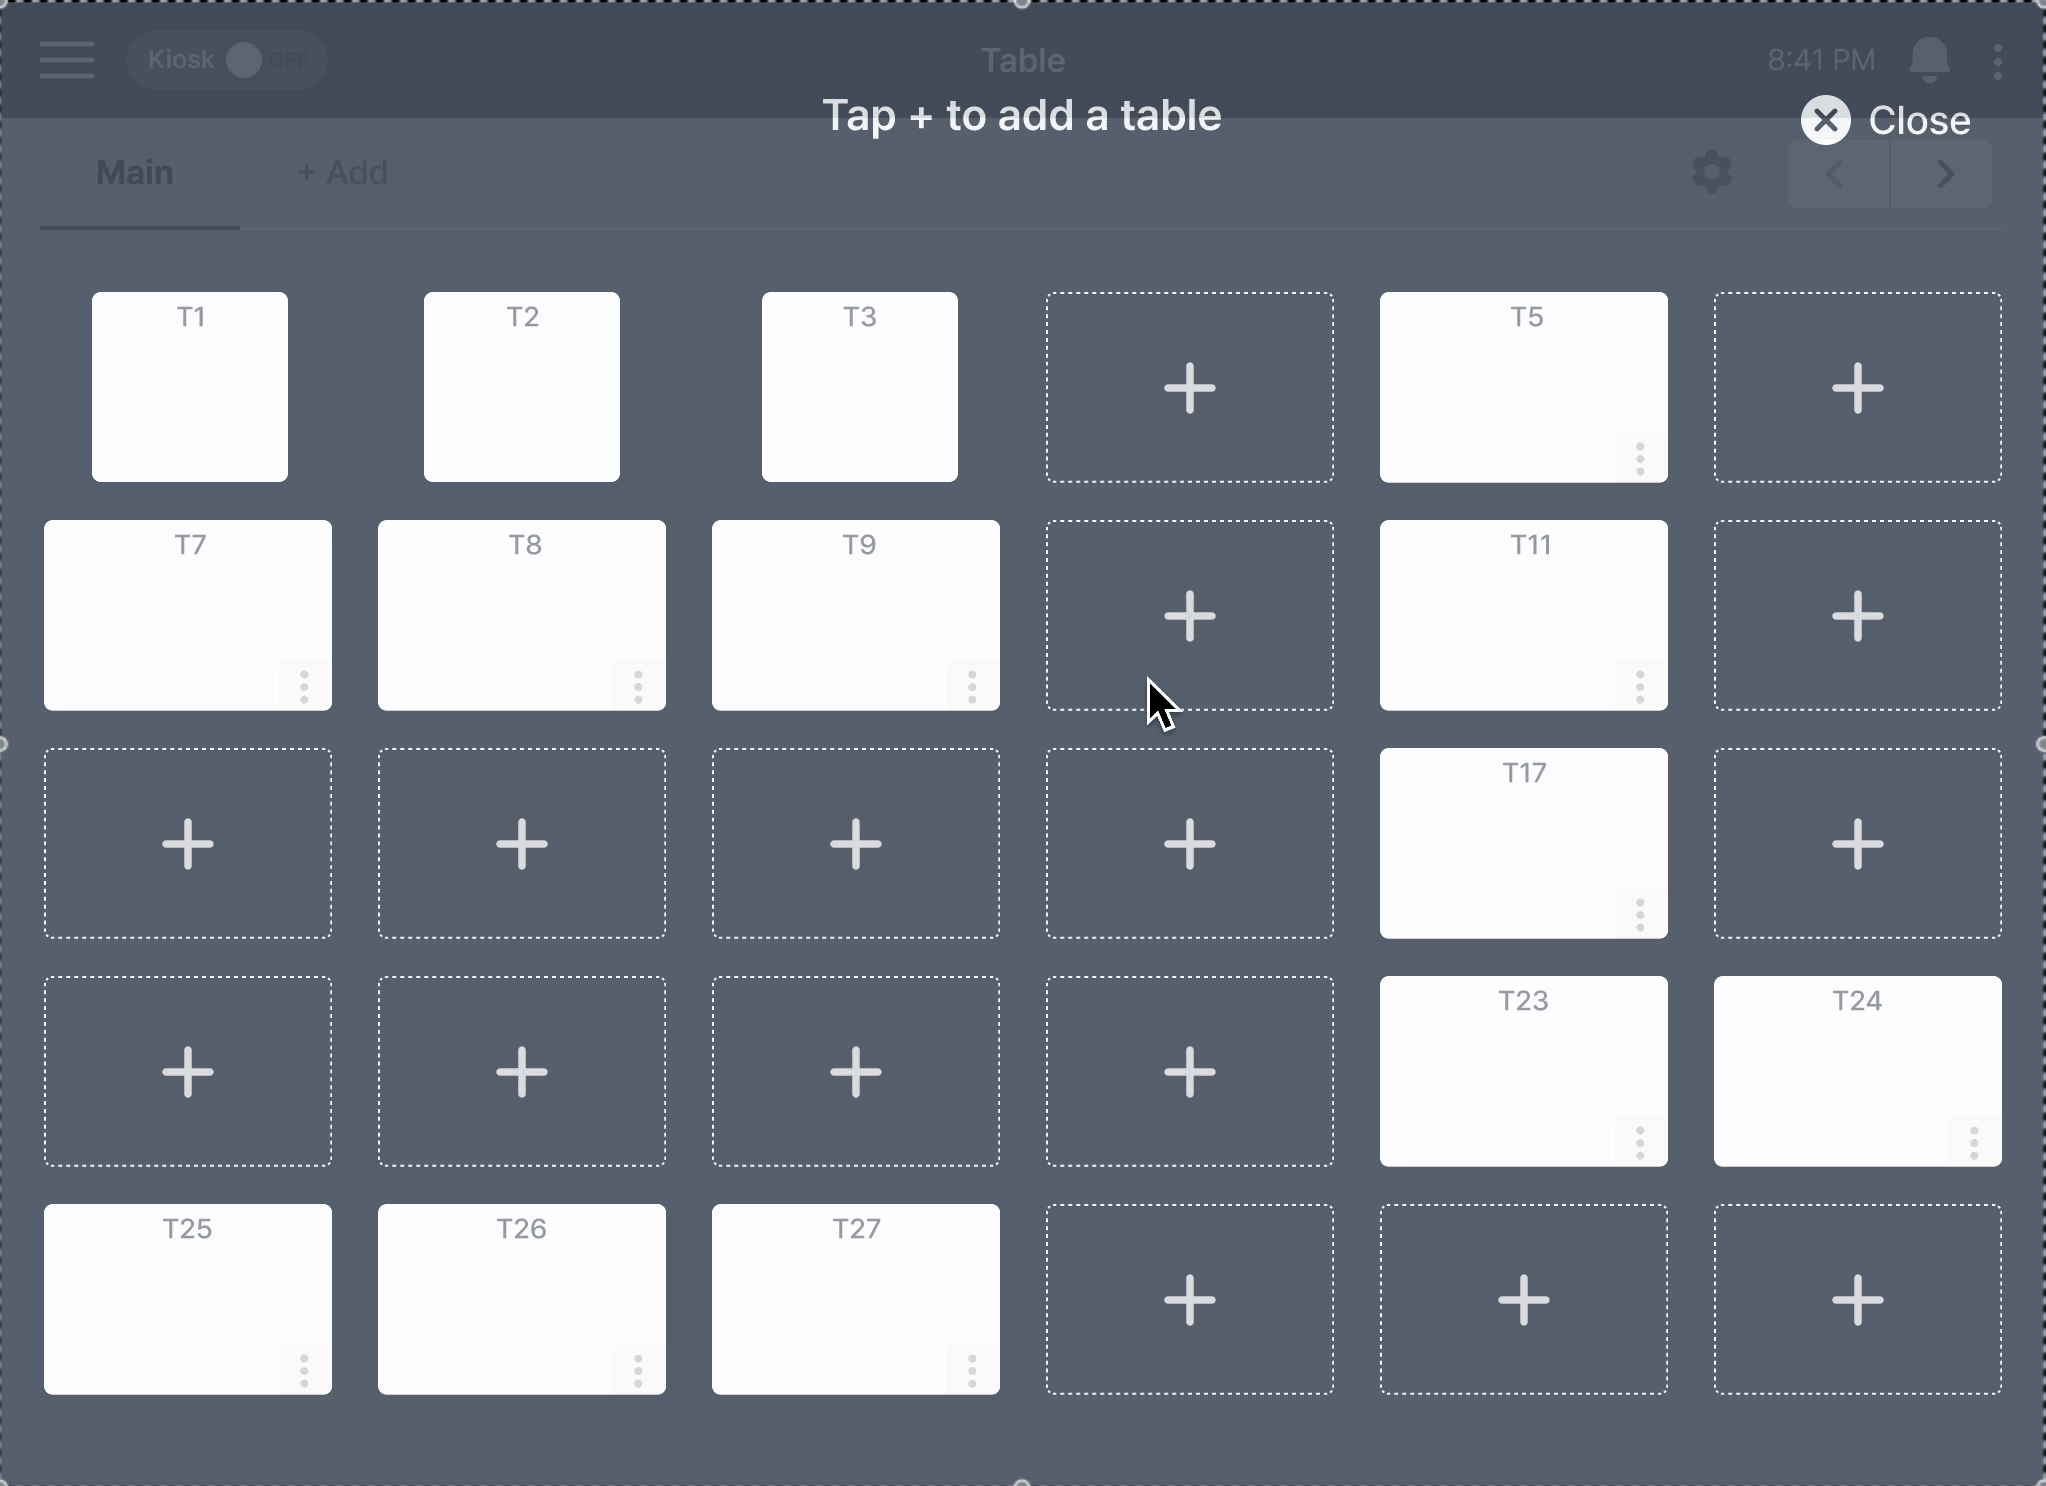 Kiosk OFF
Table
8:41 PM
Tap + to add a table
Close
Main
+ Add
T1
T2
T3
T5
T7
T8
T9
T11
T17
T23
T24
T25
T26
T27